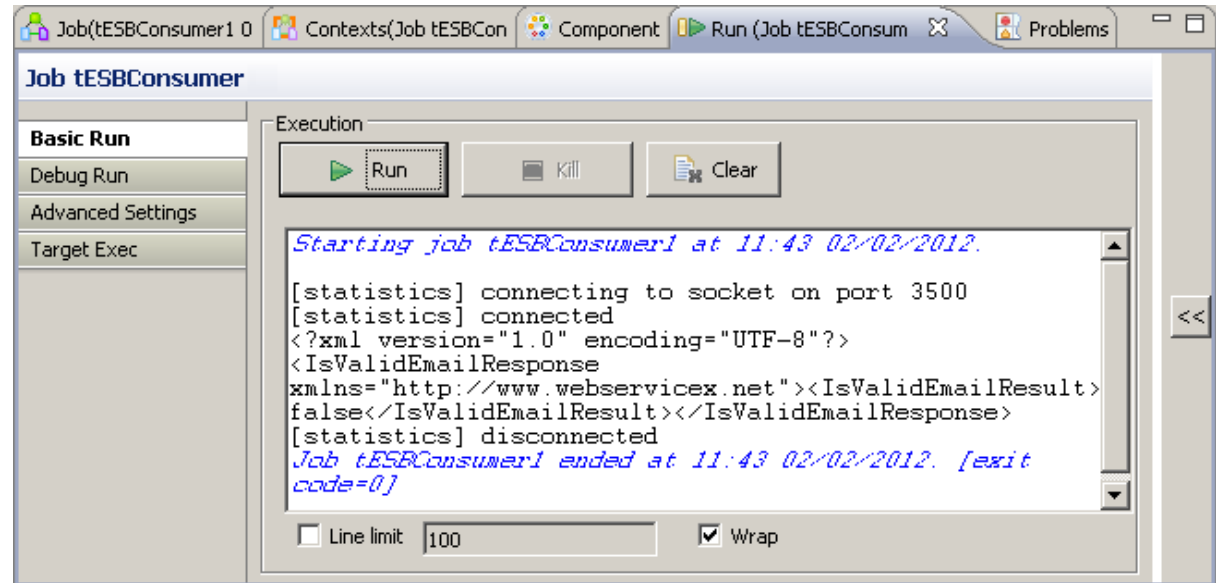 Job(tESBConsumer1 0
Contexts(Job tESBCon
Component
Run (Job tESBConsum
Problems
Job tESBConsumer
Basic Run
Debug Run
Advanced Settings
Target Exec
Execution
Run
Kill
Clear
Starting job tESBConsumer1 at 11:43 02/02/2012.
[statistics] connecting to socket on port 3500
[statistics] connected
<?xml version="1.0" encoding="UTF-8"?>
<IsValidEmailResponse
xmlns="http://www.webservicex.net"><IsValidEmailResult>
false</IsValidEmailResult></IsValidEmailResponse>
[statistics] disconnected
Job tESBConsumer1 ended at 11:43 02/02/2012. [exit
code=0]
Line limit
100
Wrap
<<